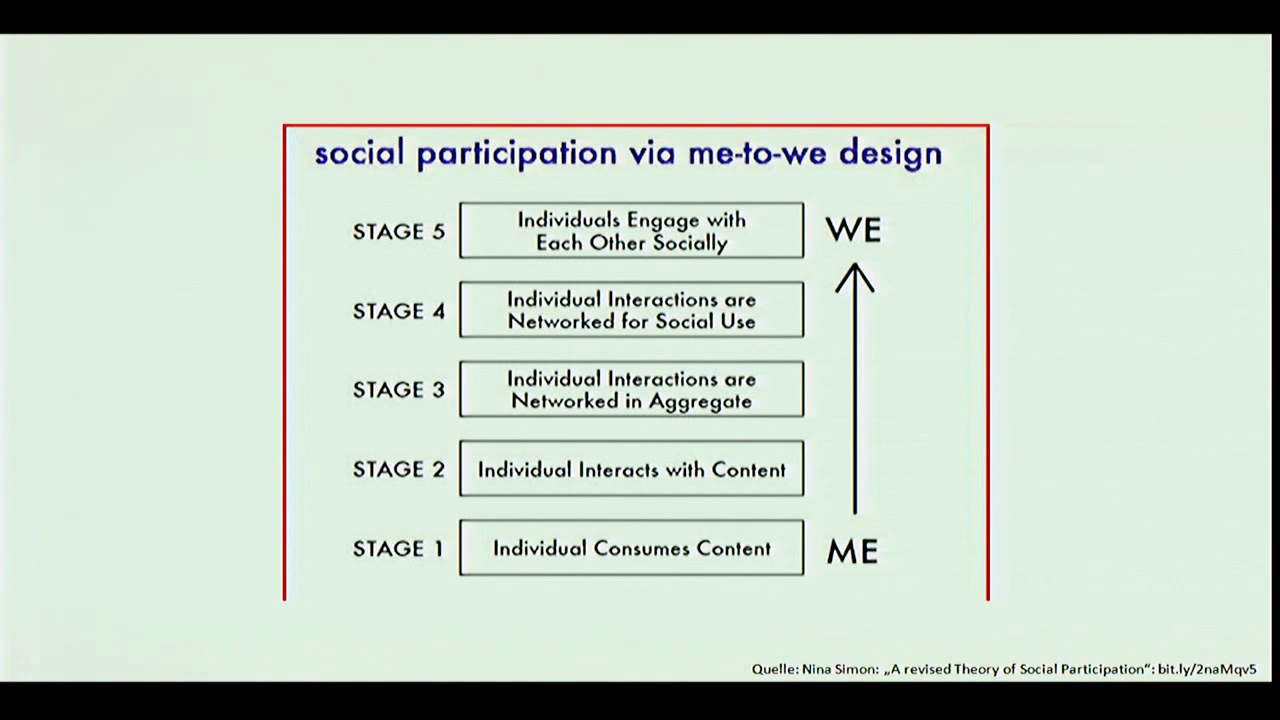 social participation via me-to-we design
STAGE 5
Individuals Engage with
Each Other Socially
WE
STAGE 4
Individual Interactions are
Networked for Social Use
STAGE 3
Individual Interactions are
Networked in Aggregate
STAGE 2
Individual Interacts with Content
STAGE 1
Individual Consumes Content
ME
Quelle: Nina Simon: „A revised Theory of Social Participation“: bit.ly/2naMqv5